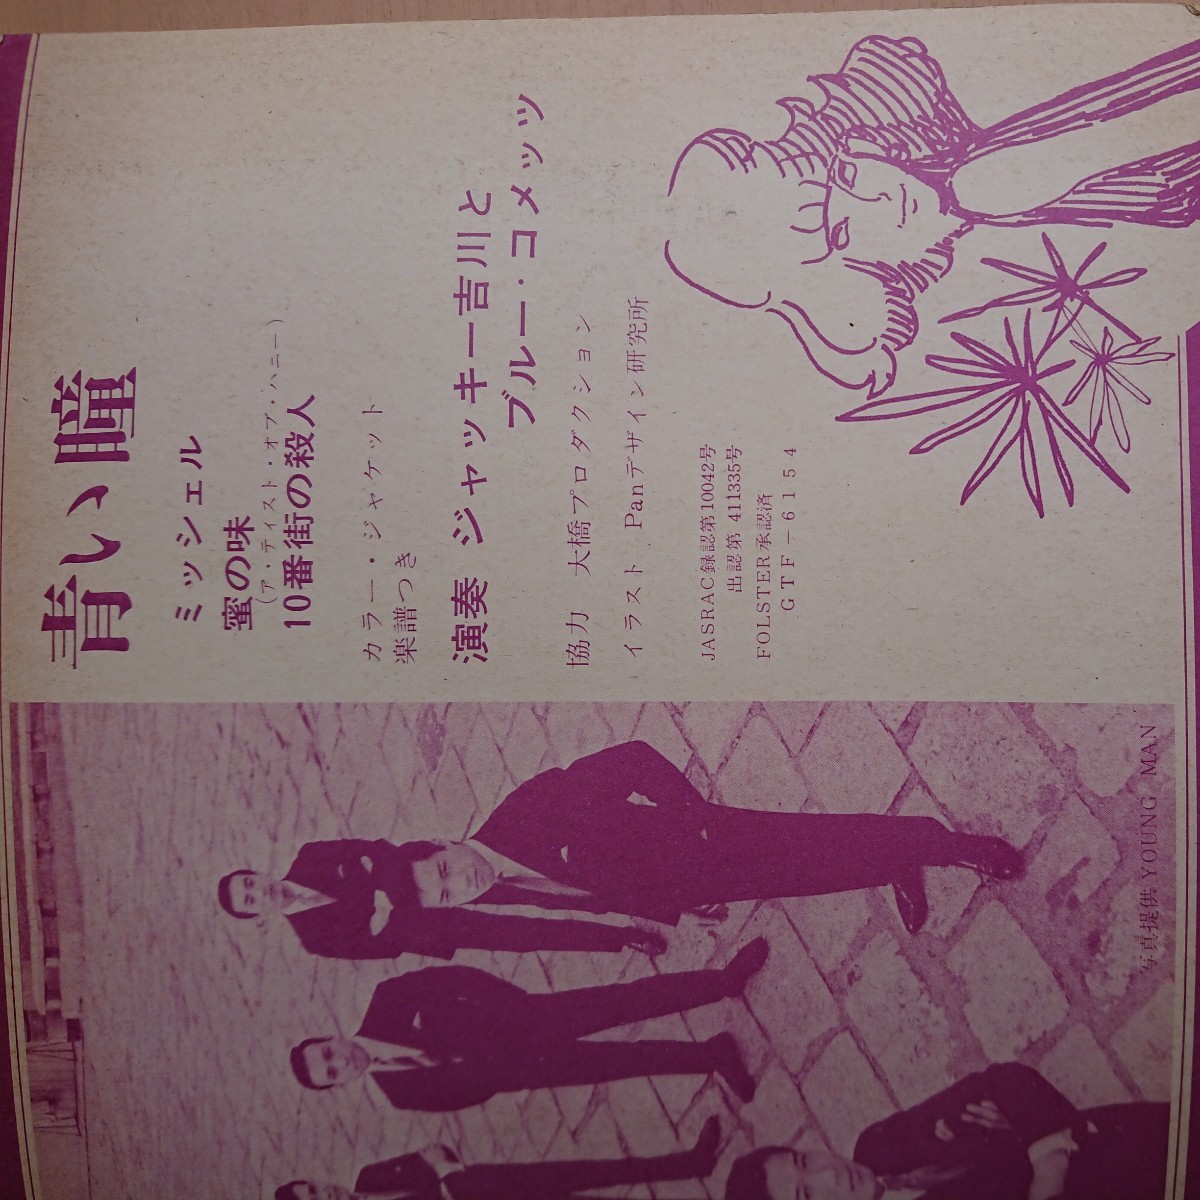 青い瞳
ミッシェル
蜜の味
（ア・ティスト・オブ・ハニー）
10番街の殺人
カラー・ジャケット
楽譜つき
演奏 ジャッキー吉川と
ブルー・コメッツ
協力 大橋プロダクション
イラスト Panデザイン研究所
JASRAC録認第10042号
出認第411335号
FOLSTER承認済
GTF－6154
写真提供 YOUNG MAN